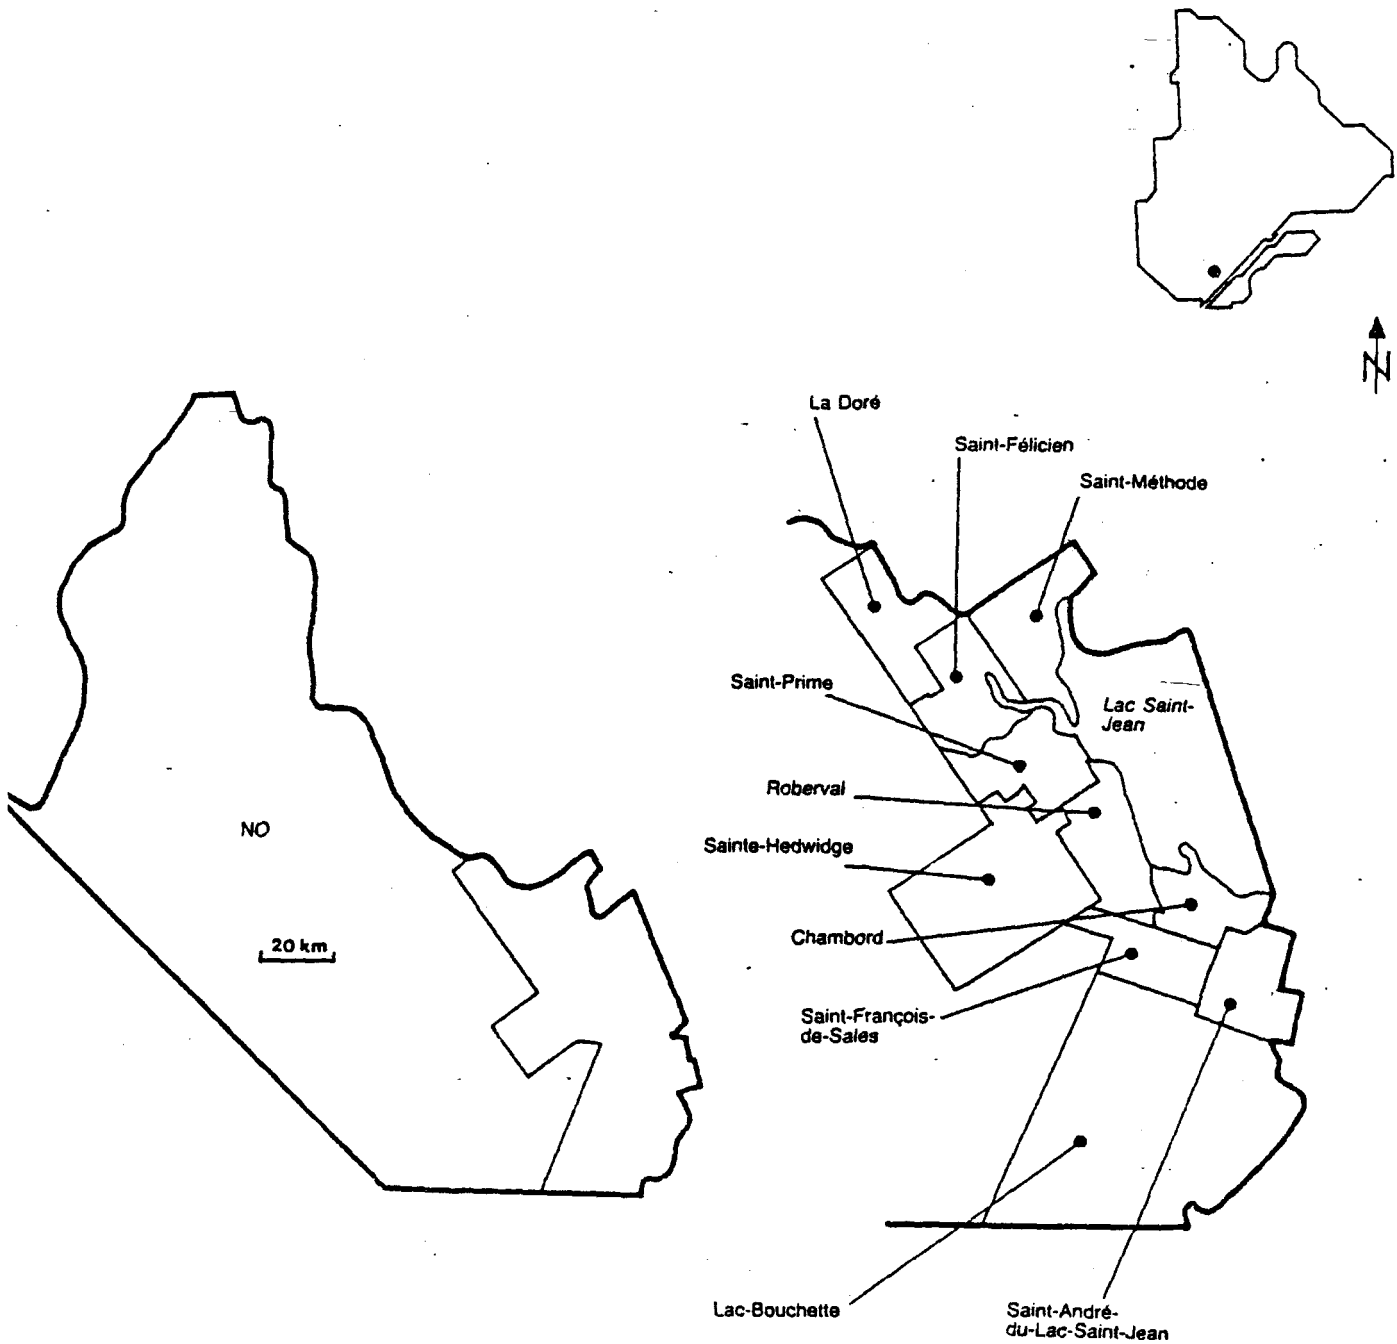 N
La Doré
Saint-Félicien
Saint-Méthode
Saint-Prime
Lac Saint-
Jean
Roberval
NO
Sainte-Hedwidge
20 km
Chambord
Saint-François-
de-Sales
Lac-Bouchette
Saint-André-
du-Lac-Saint-Jean